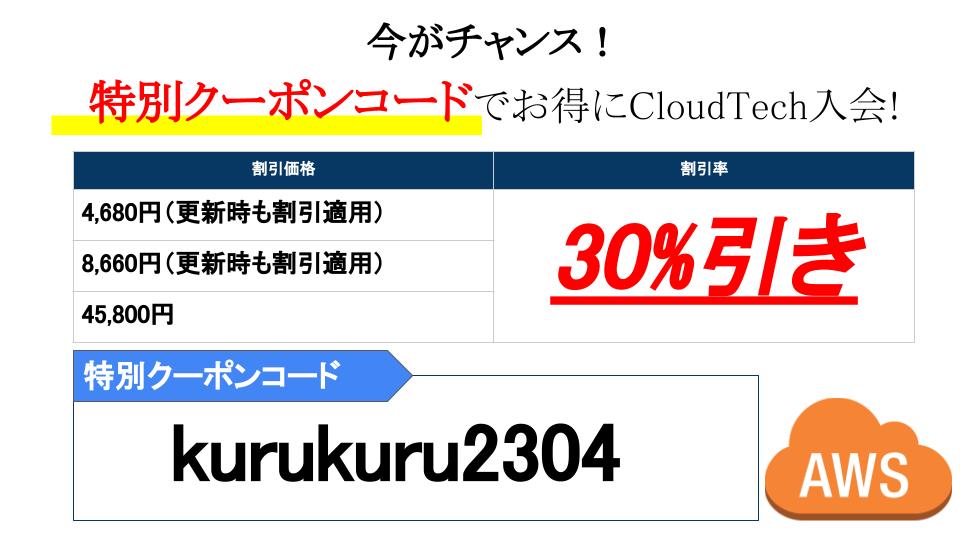 今がチャンス！
特別クーポンコードでお得にCloudTech入会!
割引価格
割引率
4,680円（更新時も割引適用）
8,660円（更新時も割引適用）
45,800円
30%引き
特別クーポンコード
kurukuru2304
AWS